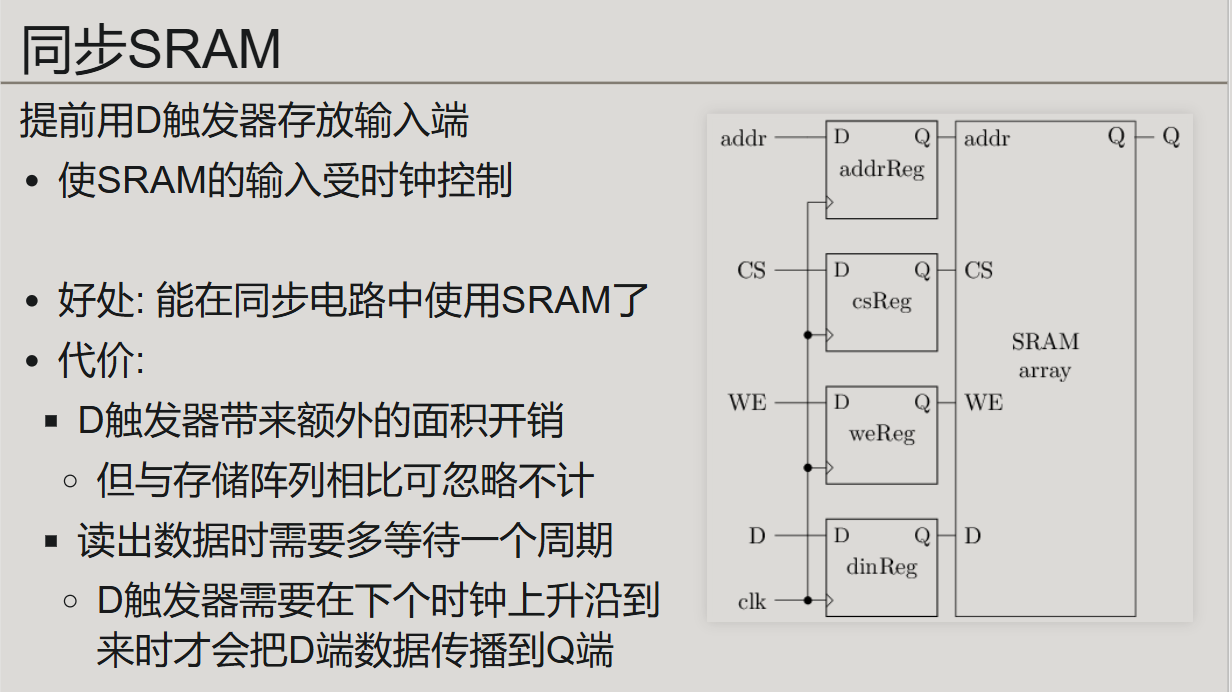 同步SRAM
提前用D触发器存放输入端
• 使SRAM的输入受时钟控制
• 好处: 能在同步电路中使用SRAM了
• 代价:
▪ D触发器带来额外的面积开销
○ 但与存储阵列相比可忽略不计
▪ 读出数据时需要多等待一个周期
○ D触发器需要在下个时钟上升沿到
来时才会把D端数据传播到Q端
addr D Q addr Q Q
addrReg
CS D Q CS
csReg
SRAM
array
WE D Q WE
weReg
D D Q D
dinReg
clk